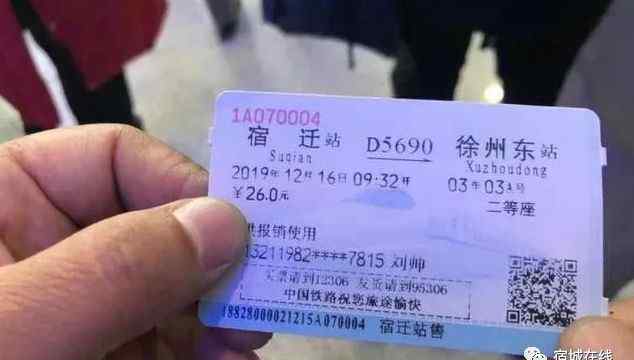 1A070004
宿 迁 站 D5690 徐州东 站
Suqian Xuzhoudong
2019年12月16日09:32开 03车03A号
¥26.0元 二等座
供报销使用
13211982****7815 刘帅
买票请到12306 发货请到95306
中国铁路祝您旅途愉快
18828000021215A070004 宿迁站售
宿城在线